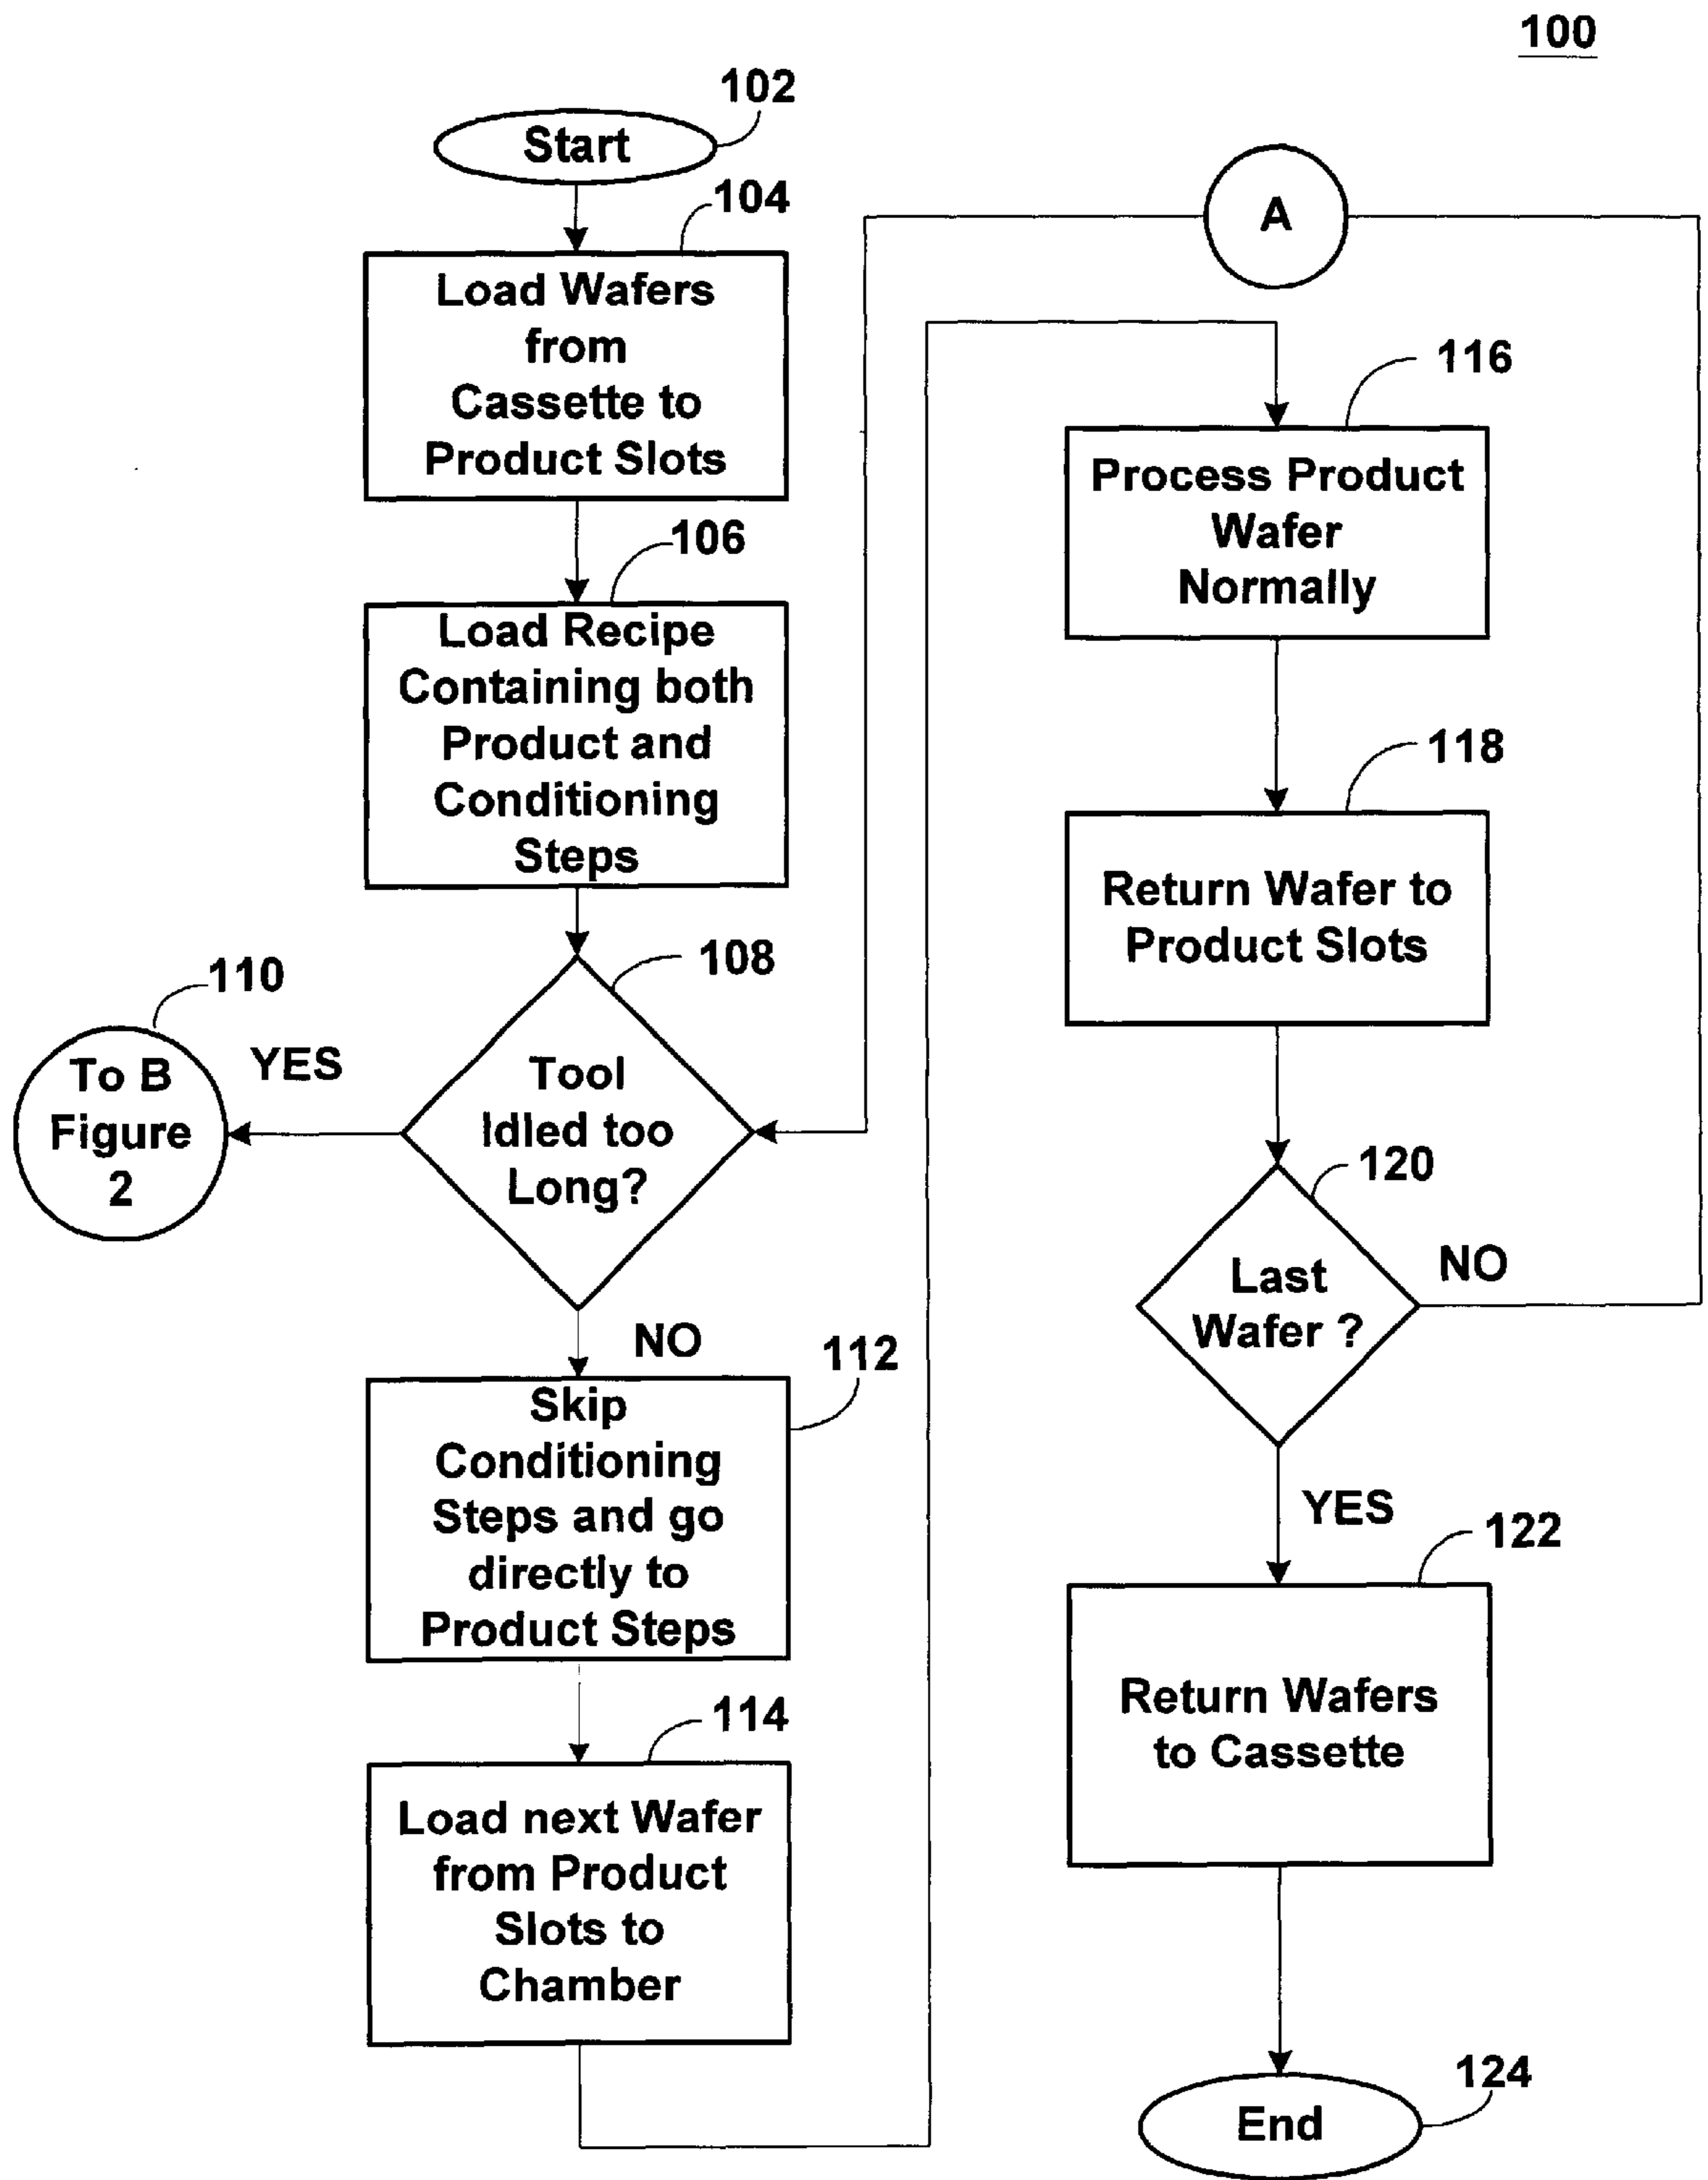 100
102
Start
104
Load Wafers
from
Cassette to
Product Slots
106
Load Recipe
Containing both
Product and
Conditioning
Steps
108
Tool
Idled too
Long?
YES
110
To B
Figure
2
NO
112
Skip
Conditioning
Steps and go
directly to
Product Steps
114
Load next Wafer
from Product
Slots to
Chamber
A
116
Process Product
Wafer
Normally
118
Return Wafer to
Product Slots
120
Last
Wafer ?
NO
YES
122
Return Wafers
to Cassette
124
End